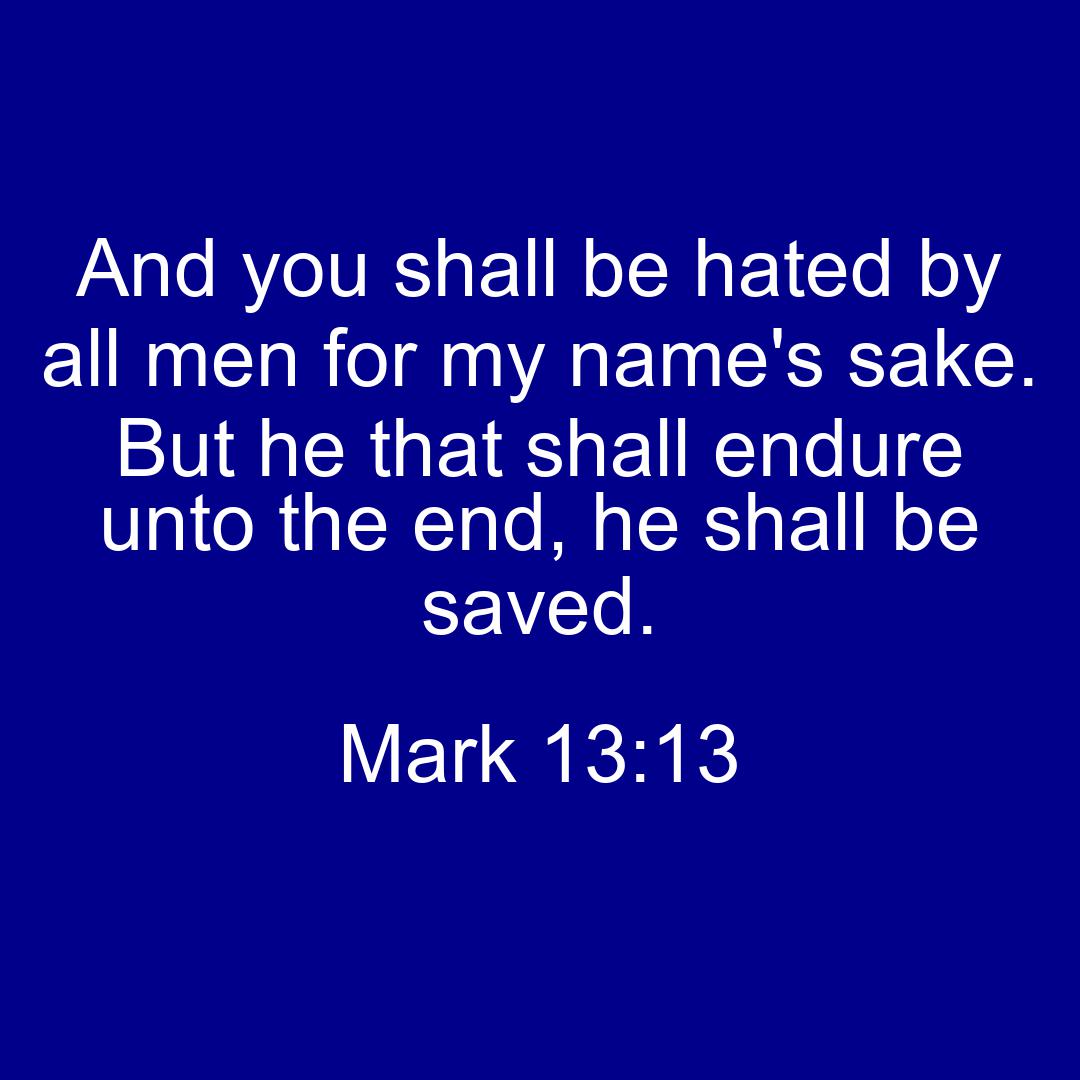 And you shall be hated by
all men for my name's sake.
But he that shall endure
unto the end, he shall be
saved.
Mark 13:13